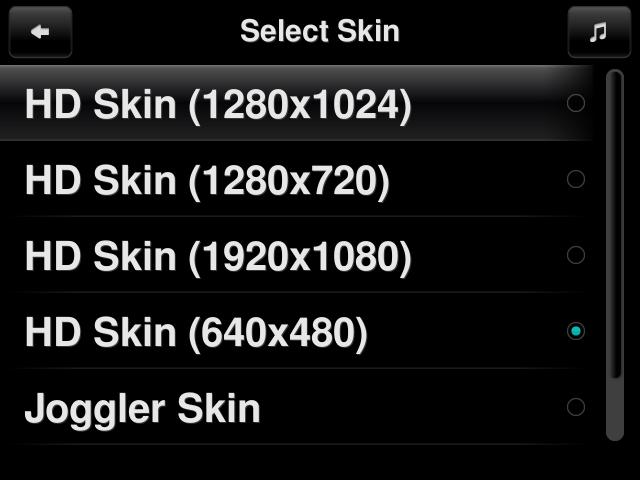 Select Skin
HD Skin (1280x1024)
HD Skin (1280x720)
HD Skin (1920x1080)
HD Skin (640x480)
Joggler Skin